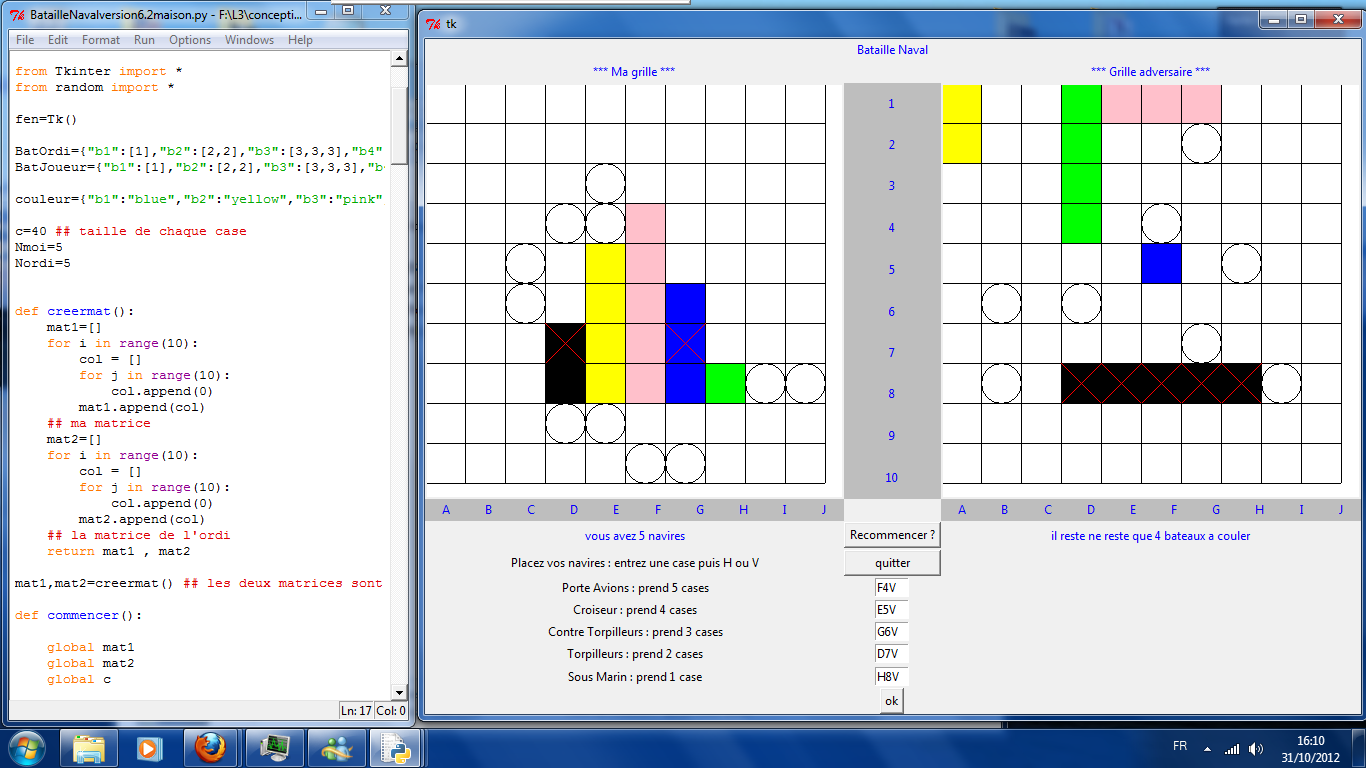 BatailleNavalversion6.2maison.py - F:\L3\concepti...
File Edit Format Run Options Windows Help
from Tkinter import *
from random import *
fen=Tk()
BatOrdi={"b1":[1],"b2":[2,2],"b3":[3,3,3],"b4"
BatJoueur={"b1":[1],"b2":[2,2],"b3":[3,3,3],"b
couleur={"b1":"blue","b2":"yellow","b3":"pink"
c=40 ## taille de chaque case
Nmoi=5
Nordi=5
def creermat():
mat1=[]
for i in range(10):
col = []
for j in range(10):
col.append(0)
mat1.append(col)
## ma matrice
mat2=[]
for i in range(10):
col = []
for j in range(10):
col.append(0)
mat2.append(col)
## la matrice de l'ordi
return mat1 , mat2
mat1,mat2=creermat() ## les deux matrices sont
def commencer():
global mat1
global mat2
global c
Ln: 17 Col: 0
tk
Bataille Naval
*** Ma grille ***
*** Grille adversaire ***
1
2
3
4
5
6
7
8
9
10
A B C D E F G H I J
A B C D E F G H I J
vous avez 5 navires
Recommencer ?
il reste ne reste que 4 bateaux a couler
Placez vos navires : entrez une case puis H ou V
quitter
Porte Avions : prend 5 cases F4V
Croiseur : prend 4 cases E5V
Contre Torpilleurs : prend 3 cases G6V
Torpilleurs : prend 2 cases D7V
Sous Marin : prend 1 case H8V
ok
FR
16:10
31/10/2012